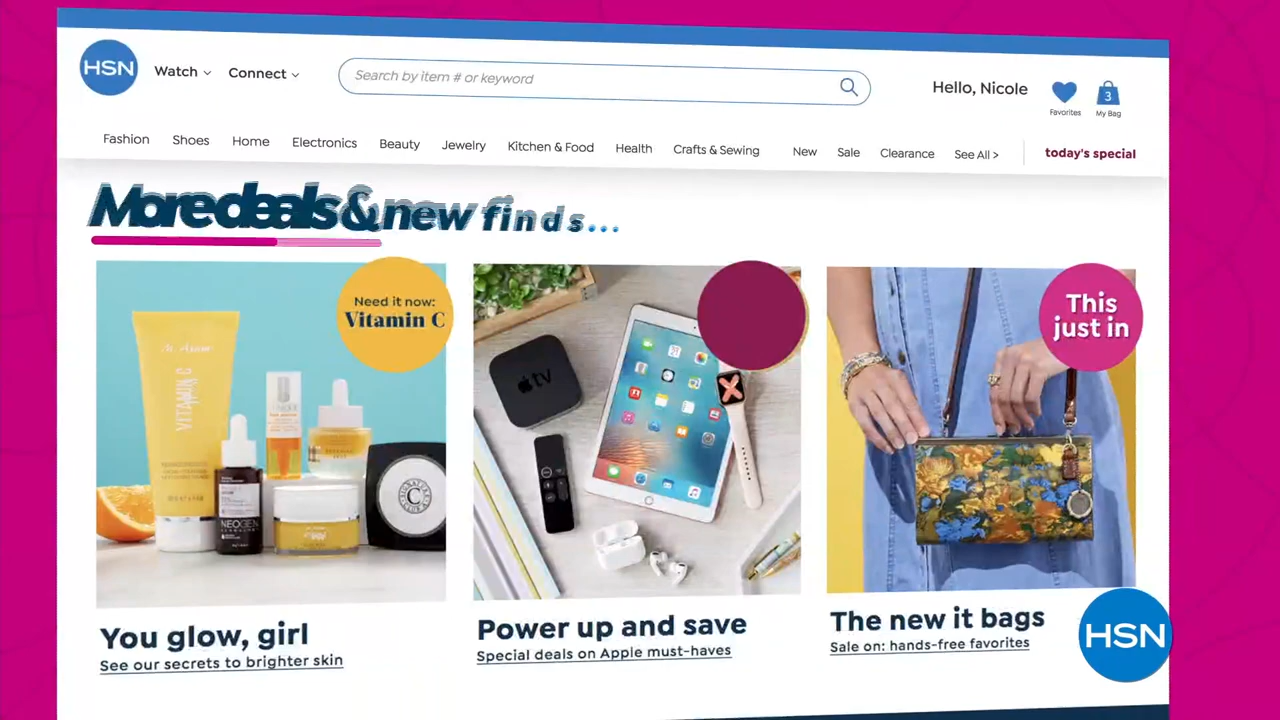 HSN
Watch
Connect
Search by item # or keyword
Hello, Nicole
Favorites
3
My Bag
Fashion
Shoes
Home
Electronics
Beauty
Jewelry
Kitchen & Food
Health
Crafts & Sewing
New
Sale
Clearance
See All >
today's special
More deals & new finds...
Need it now:
Vitamin C
VITAMIN C
NEOGEN
C
tv
This
just in
You glow, girl
See our secrets to brighter skin
Power up and save
Special deals on Apple must-haves
The new it bags
Sale on: hands-free favorites
HSN